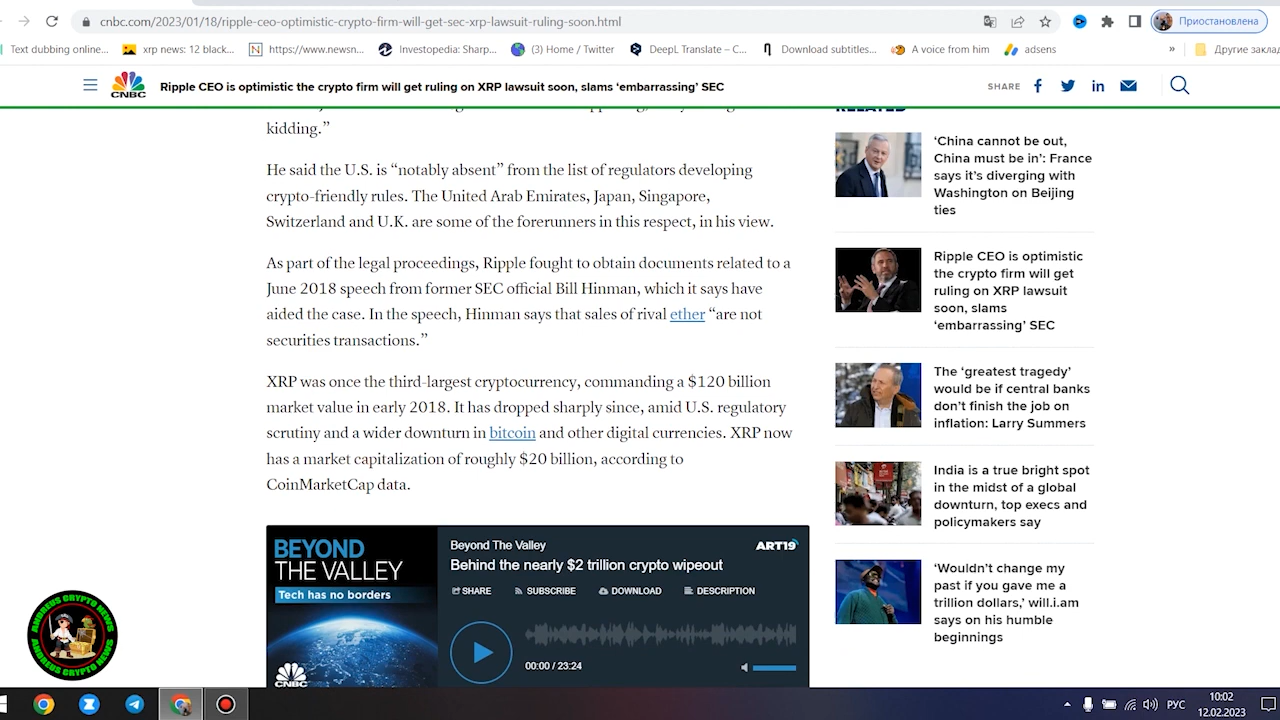 cnbc.com/2023/01/18/ripple-ceo-optimistic-crypto-firm-will-get-sec-xrp-lawsuit-ruling-soon.html
Приостановлена
Text dubbing online...
xrp news: 12 black...
https://www.newsn...
Investopedia: Sharp...
(3) Home / Twitter
DeepL Translate – C...
Download subtitles...
A voice from him
adsens
»
Другие заклад
CNBC
Ripple CEO is optimistic the crypto firm will get ruling on XRP lawsuit soon, slams ‘embarrassing’ SEC
SHARE
kidding.”
He said the U.S. is “notably absent” from the list of regulators developing
crypto-friendly rules. The United Arab Emirates, Japan, Singapore,
Switzerland and U.K. are some of the forerunners in this respect, in his view.
As part of the legal proceedings, Ripple fought to obtain documents related to a
June 2018 speech from former SEC official Bill Hinman, which it says have
aided the case. In the speech, Hinman says that sales of rival ether “are not
securities transactions.”
XRP was once the third-largest cryptocurrency, commanding a $120 billion
market value in early 2018. It has dropped sharply since, amid U.S. regulatory
scrutiny and a wider downturn in bitcoin and other digital currencies. XRP now
has a market capitalization of roughly $20 billion, according to
CoinMarketCap data.
BEYOND
THE VALLEY
Tech has no borders
CNBC
Beyond The Valley
ART19
Behind the nearly $2 trillion crypto wipeout
SHARE
SUBSCRIBE
DOWNLOAD
DESCRIPTION
00:00 / 23:24
RELATED
‘China cannot be out,
China must be in’: France
says it’s diverging with
Washington on Beijing
ties
Ripple CEO is optimistic
the crypto firm will get
ruling on XRP lawsuit
soon, slams
‘embarrassing’ SEC
The ‘greatest tragedy’
would be if central banks
don’t finish the job on
inflation: Larry Summers
India is a true bright spot
in the midst of a global
downturn, top execs and
policymakers say
‘Wouldn’t change my
past if you gave me a
trillion dollars,’ will.i.am
says on his humble
beginnings
ANDREUS CRYPTO NEWS
ANDREUS CRYPTO NEWS
РУС
10:02
12.02.2023